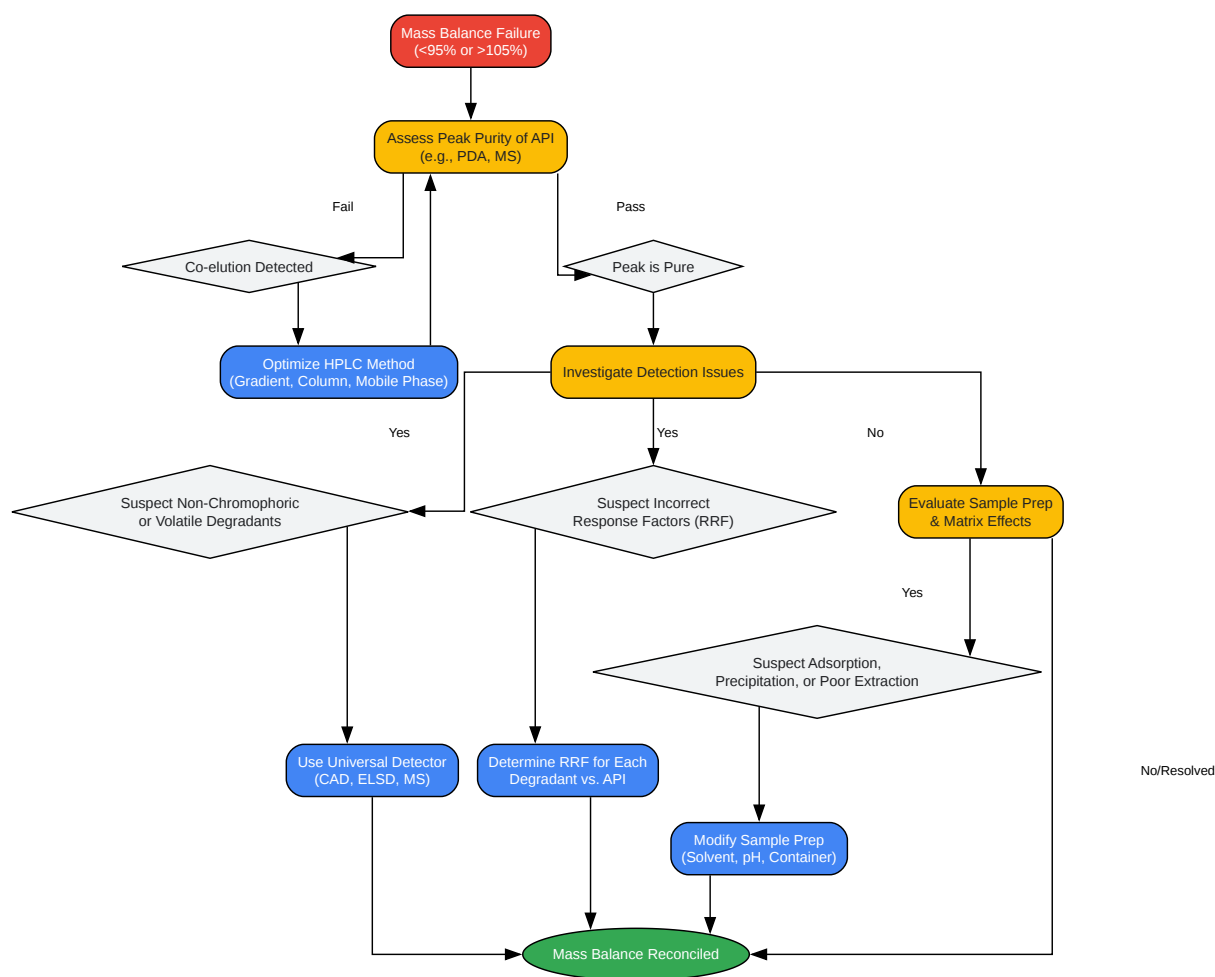 Mass Balance Failure
(<95% or >105%)
Assess Peak Purity of API
(e.g., PDA, MS)
Fail
Pass
Co-elution Detected
Peak is Pure
Optimize HPLC Method
(Gradient, Column, Mobile Phase)
Investigate Detection Issues
Yes
Yes
No
Suspect Non-Chromophoric
or Volatile Degradants
Suspect Incorrect
Response Factors (RRF)
Evaluate Sample Prep
& Matrix Effects
Yes
Suspect Adsorption,
Precipitation, or Poor Extraction
Use Universal Detector
(CAD, ELSD, MS)
Determine RRF for Each
Degradant vs. API
No/Resolved
Modify Sample Prep
(Solvent, pH, Container)
Mass Balance Reconciled